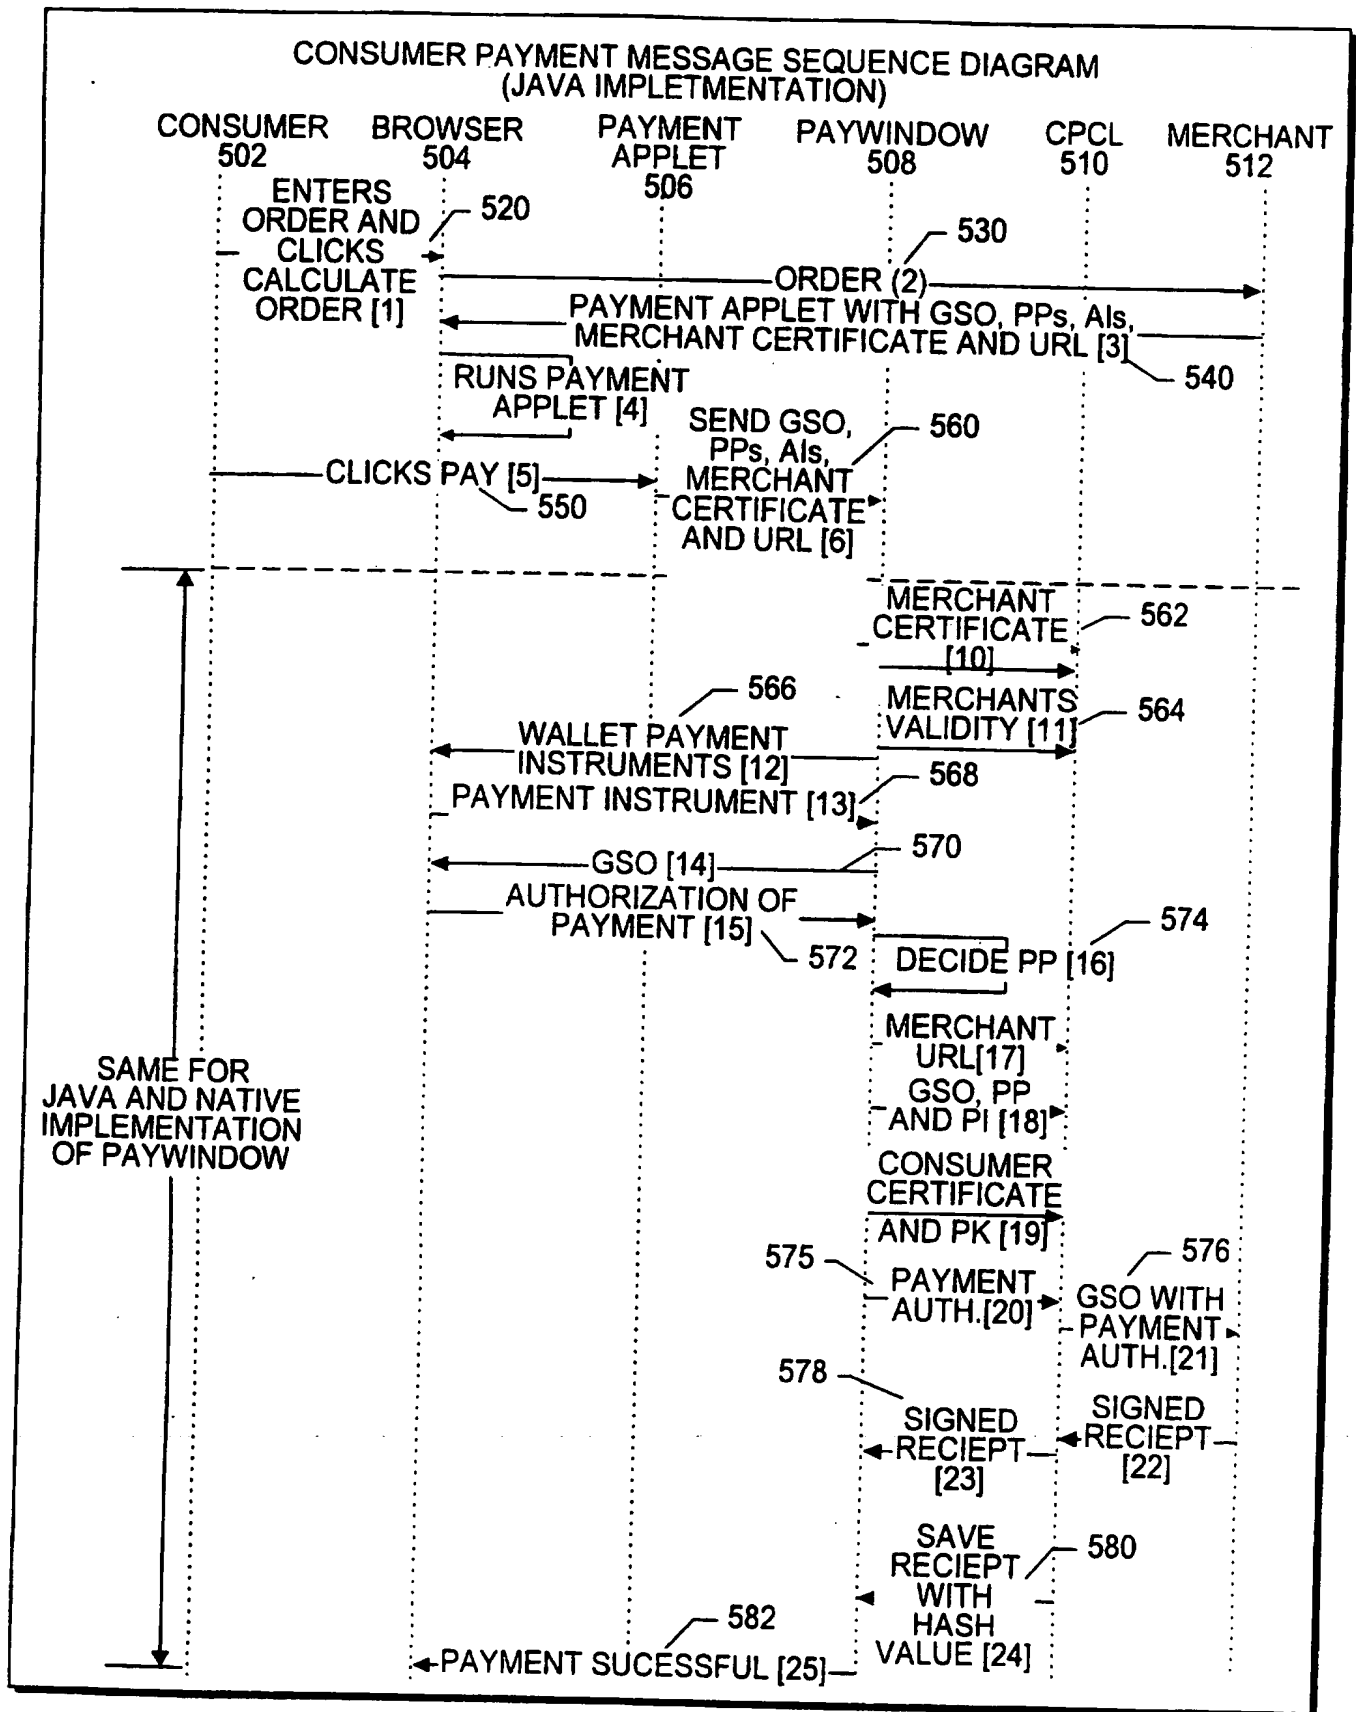 CONSUMER PAYMENT MESSAGE SEQUENCE DIAGRAM
(JAVA IMPLETMENTATION)
CONSUMER
502
BROWSER
504
PAYMENT
APPLET
506
PAYWINDOW
508
CPCL
510
MERCHANT
512
ENTERS
ORDER AND
CLICKS
CALCULATE
ORDER [1]
520
530
ORDER (2)
PAYMENT APPLET WITH GSO, PPs, AIs,
MERCHANT CERTIFICATE AND URL [3]
540
RUNS PAYMENT
APPLET [4]
SEND GSO,
PPs, AIs,
MERCHANT
CERTIFICATE
AND URL [6]
560
CLICKS PAY [5]
550
MERCHANT
CERTIFICATE
[10]
562
566
MERCHANTS
VALIDITY [11]
564
WALLET PAYMENT
INSTRUMENTS [12]
568
PAYMENT INSTRUMENT [13]
570
GSO [14]
AUTHORIZATION OF
PAYMENT [15]
572
574
DECIDE PP [16]
MERCHANT
URL[17]
GSO, PP
AND PI [18]
SAME FOR
JAVA AND NATIVE
IMPLEMENTATION
OF PAYWINDOW
CONSUMER
CERTIFICATE
AND PK [19]
575
PAYMENT
AUTH.[20]
576
GSO WITH
PAYMENT
AUTH.[21]
578
SIGNED
RECIEPT
[23]
SIGNED
RECIEPT
[22]
SAVE
RECIEPT
WITH
HASH
VALUE [24]
580
582
PAYMENT SUCESSFUL [25]